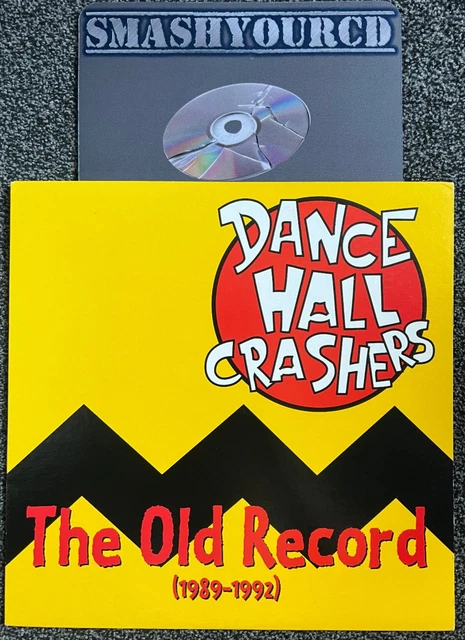 SMASHYOURCD
DANCE
HALL
CRASHERS
The Old Record
(1989-1992)